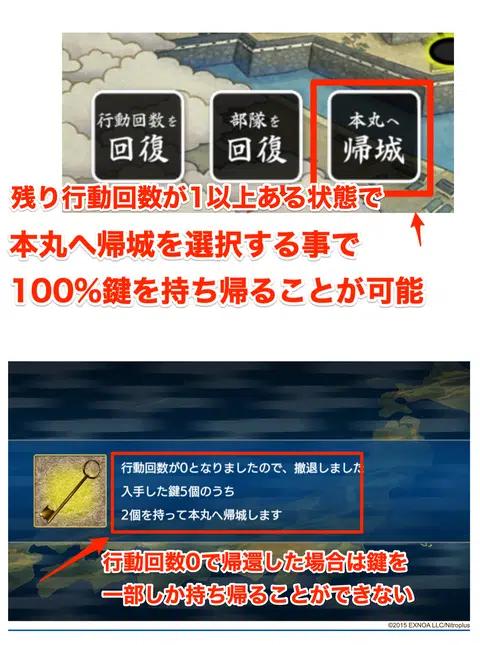 行動回数を
回復
部隊を
回復
本丸へ
帰城
残り行動回数が1以上ある状態で
本丸へ帰城を選択する事で
100%鍵を持ち帰ることが可能
行動回数が0となりましたので、撤退しました
入手した鍵5個のうち
2個を持って本丸へ帰城します
行動回数0で帰還した場合は鍵を
一部しか持ち帰ることができない
©2015 EXNOA LLC/Nitroplus